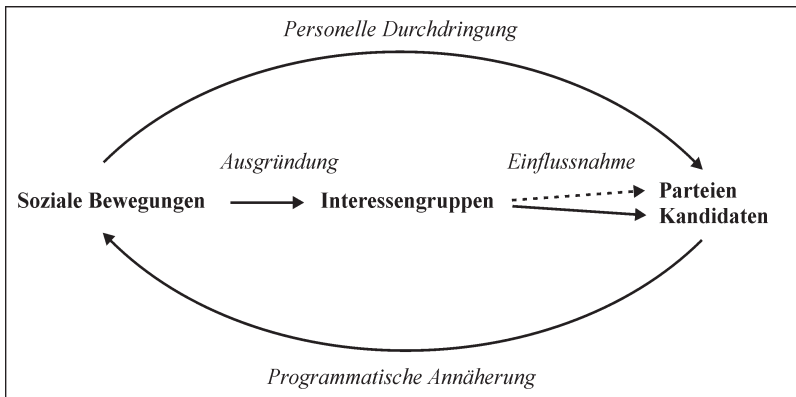 Personelle Durchdringung
Ausgründung
Einflussnahme
Soziale Bewegungen
Interessengruppen
Parteien
Kandidaten
Programmatische Annäherung